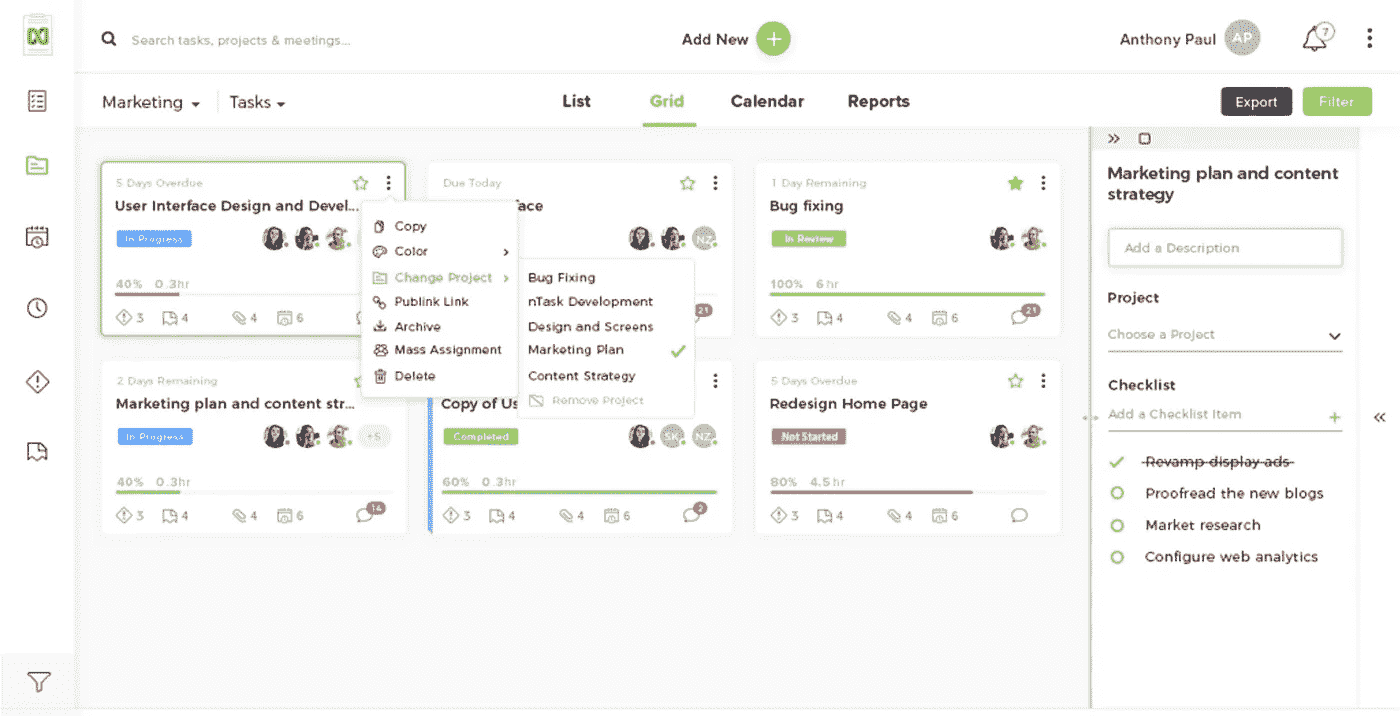 Search tasks, projects & meetings...
Add New
Anthony Paul
AP
7
Marketing
Tasks
List
Grid
Calendar
Reports
Export
Filter
5 Days Overdue
User Interface Design and Devel...
In Progress
40% 0.3hr
3 4 4 6
Copy
Color
Change Project
Publink Link
Archive
Mass Assignment
Delete
Bug Fixing
nTask Development
Design and Screens
Marketing Plan
Content Strategy
Remove Project
Due Today
face
NZ
21
1 Day Remaining
Bug fixing
In Review
100% 6 hr
3 4 4 6
21
2 Days Remaining
Marketing plan and content str...
In Progress
+5
40% 0.3hr
3 4 4 6
14
Copy of Us
Completed
SK
NZ
60% 0.3hr
3 4 4 6
2
5 Days Overdue
Redesign Home Page
Not Started
80% 4.5 hr
3 4 4 6
Marketing plan and content
strategy
Add a Description
Project
Choose a Project
Checklist
Add a Checklist Item
Revamp display ads
Proofread the new blogs
Market research
Configure web analytics